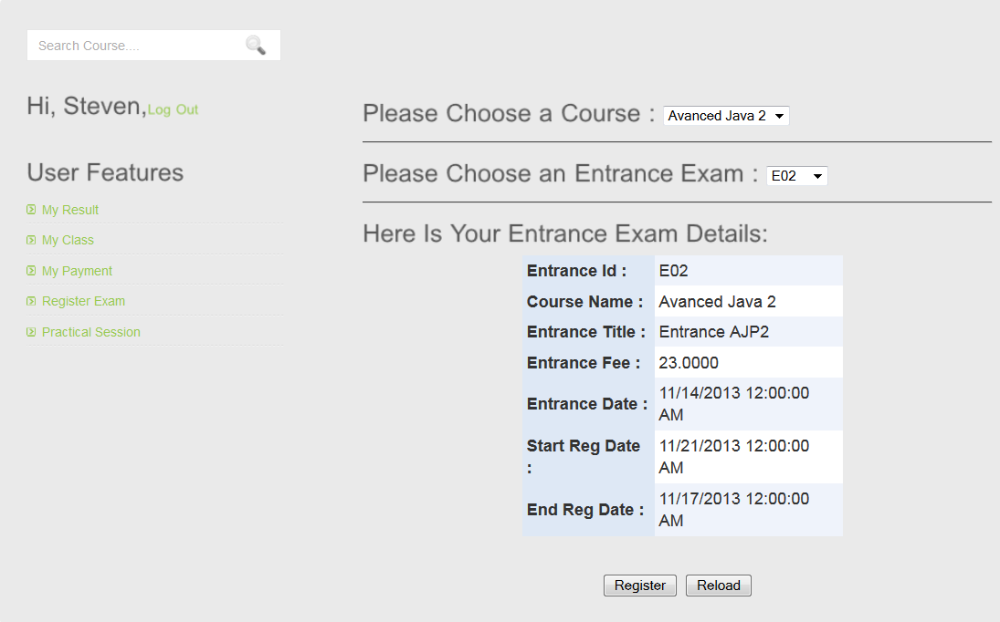 Search Course....
Hi, Steven,Log Out
User Features
My Result
My Class
My Payment
Register Exam
Practical Session
Please Choose a Course : Avanced Java 2
Please Choose an Entrance Exam : E02
Here Is Your Entrance Exam Details:
Entrance Id : E02
Course Name : Avanced Java 2
Entrance Title : Entrance AJP2
Entrance Fee : 23.0000
Entrance Date : 11/14/2013 12:00:00
AM
Start Reg Date 11/21/2013 12:00:00
: AM
End Reg Date : 11/17/2013 12:00:00
AM
Register Reload